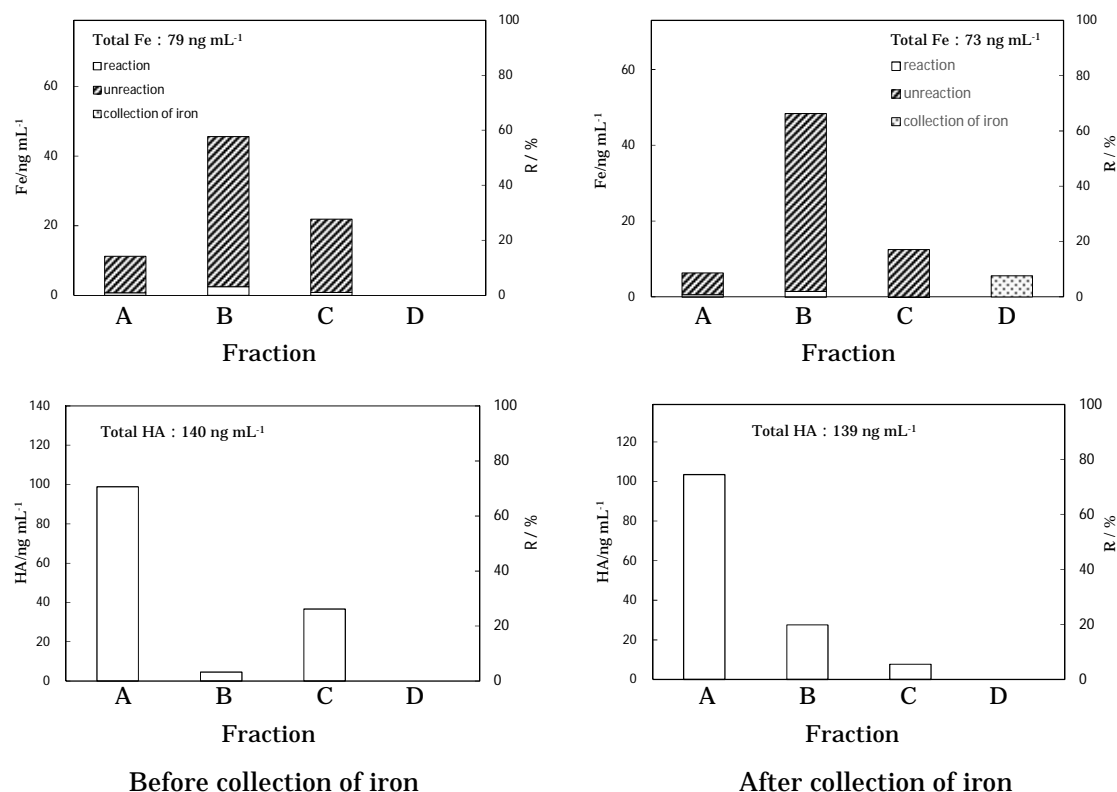 Total Fe : 79 ng mL-1
reaction
unreaction
collection of iron
Fe/ng mL-1
60
40
20
0
100
80
60
40
20
0
R / %
A B C D
Fraction
Total Fe : 73 ng mL-1
reaction
unreaction
collection of iron
Fe/ng mL-1
60
40
20
0
100
80
60
40
20
0
R / %
A B C D
Fraction
Total HA : 140 ng mL-1
HA/ng mL-1
140
120
100
80
60
40
20
0
100
80
60
40
20
0
R / %
A B C D
Fraction
Before collection of iron
Total HA : 139 ng mL-1
HA/ng mL-1
120
100
80
60
40
20
0
100
80
60
40
20
0
R / %
A B C D
Fraction
After collection of iron